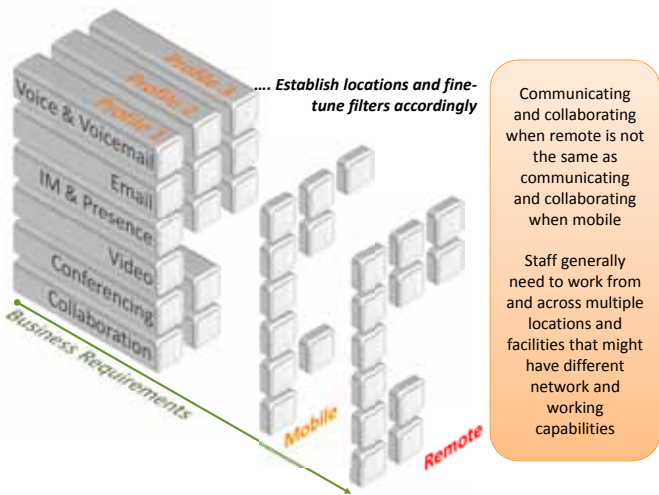 Profile 3
Profile 2
Profile 1
.... Establish locations and fine-
tune filters accordingly
Voice & Voicemail
Email
IM & Presence
Video
Conferencing
Collaboration
Business Requirements
Mobile
Remote
Communicating
and collaborating
when remote is not
the same as
communicating
and collaborating
when mobile
Staff generally
need to work from
and across multiple
locations and
facilities that might
have different
network and
working
capabilities